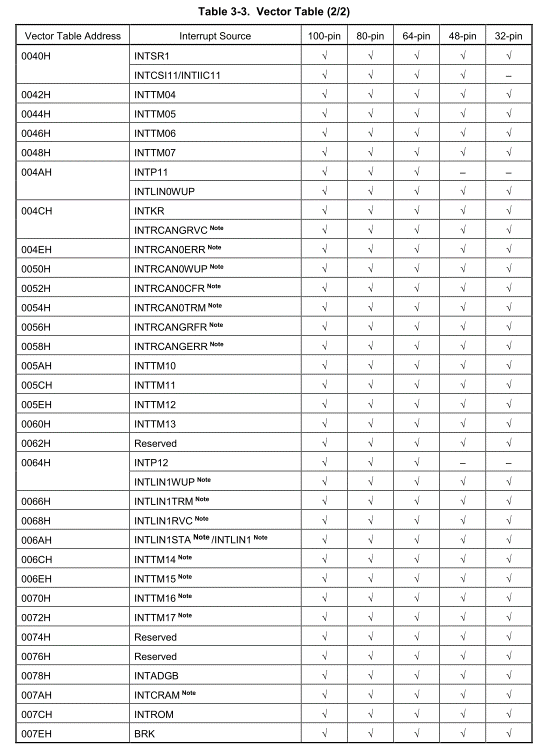 Table 3-3. Vector Table (2/2)
Vector Table Address Interrupt Source 100-pin 80-pin 64-pin 48-pin 32-pin
0040H INTSR1 √ √ √ √ √
INTCSI11/INTIIC11 √ √ √ √ –
0042H INTTM04 √ √ √ √ √
0044H INTTM05 √ √ √ √ √
0046H INTTM06 √ √ √ √ √
0048H INTTM07 √ √ √ √ √
004AH INTP11 √ √ √ – –
INTLIN0WUP √ √ √ √ √
004CH INTKR √ √ √ √ √
INTRCANGRVC Note √ √ √ √ √
004EH INTRCAN0ERR Note √ √ √ √ √
0050H INTRCAN0WUP Note √ √ √ √ √
0052H INTRCAN0CFR Note √ √ √ √ √
0054H INTRCAN0TRM Note √ √ √ √ √
0056H INTRCANGRFR Note √ √ √ √ √
0058H INTRCANGERR Note √ √ √ √ √
005AH INTTM10 √ √ √ √ √
005CH INTTM11 √ √ √ √ √
005EH INTTM12 √ √ √ √ √
0060H INTTM13 √ √ √ √ √
0062H Reserved √ √ √ √ √
0064H INTP12 √ √ √ – –
INTLIN1WUP Note √ √ √ √ √
0066H INTLIN1TRM Note √ √ √ √ √
0068H INTLIN1RVC Note √ √ √ √ √
006AH INTLIN1STA Note /INTLIN1 Note √ √ √ √ √
006CH INTTM14 Note √ √ √ √ √
006EH INTTM15 Note √ √ √ √ √
0070H INTTM16 Note √ √ √ √ √
0072H INTTM17 Note √ √ √ √ √
0074H Reserved √ √ √ √ √
0076H Reserved √ √ √ √ √
0078H INTADGB √ √ √ √ √
007AH INTCRAM Note √ √ √ √ √
007CH INTROM √ √ √ √ √
007EH BRK √ √ √ √ √